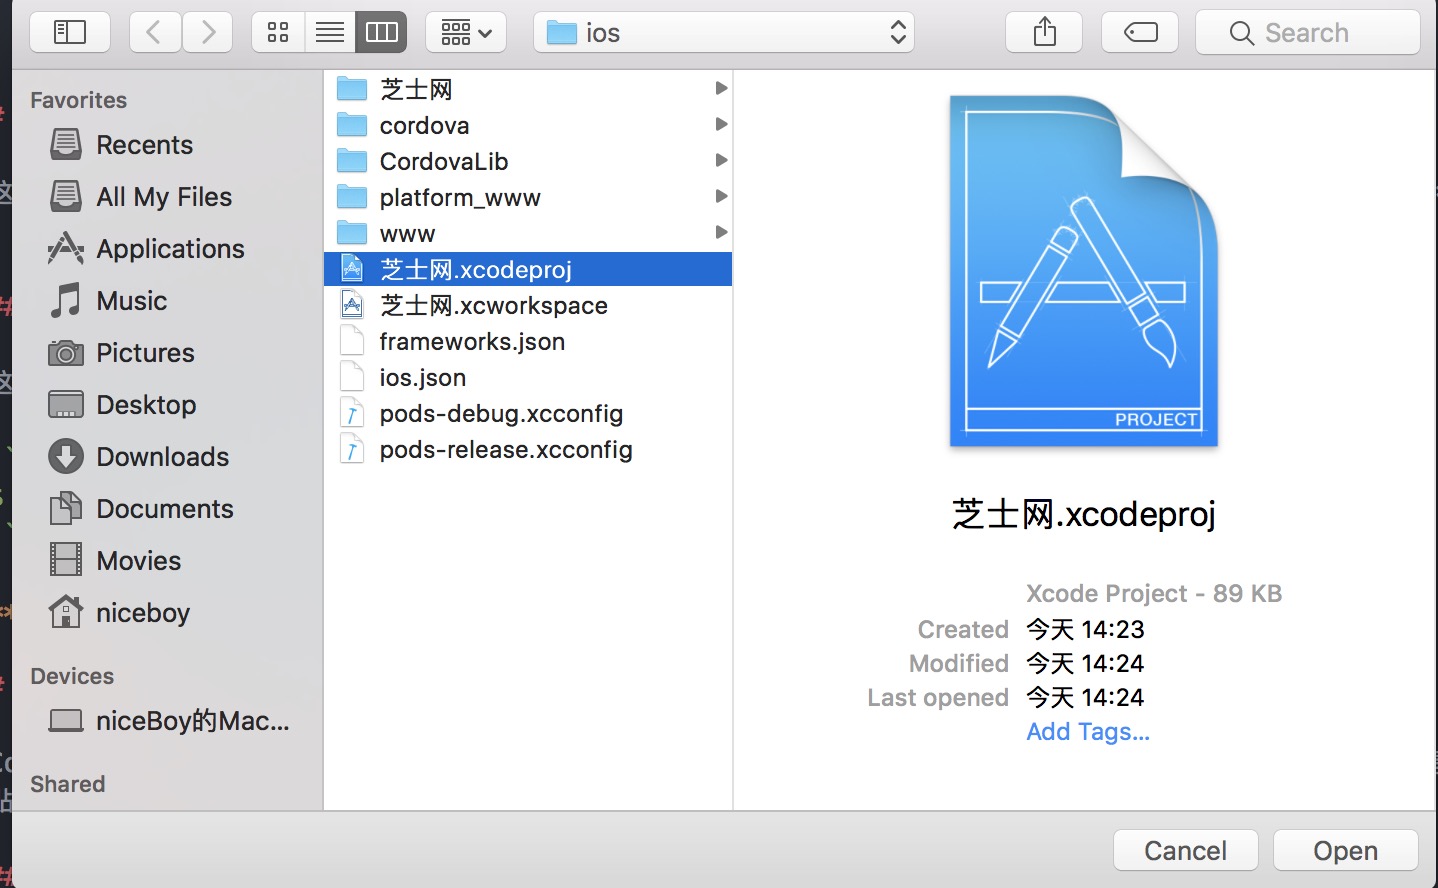 ios
Search
Favorites
Recents
All My Files
Applications
Music
Pictures
Desktop
Downloads
Documents
Movies
niceboy
Devices
niceBoy的Mac...
Shared
芝士网
cordova
CordovaLib
platform_www
www
芝士网.xcodeproj
芝士网.xcworkspace
frameworks.json
ios.json
pods-debug.xcconfig
pods-release.xcconfig
PROJECT
芝士网.xcodeproj
Xcode Project - 89 KB
Created 今天 14:23
Modified 今天 14:24
Last opened 今天 14:24
Add Tags...
Cancel
Open